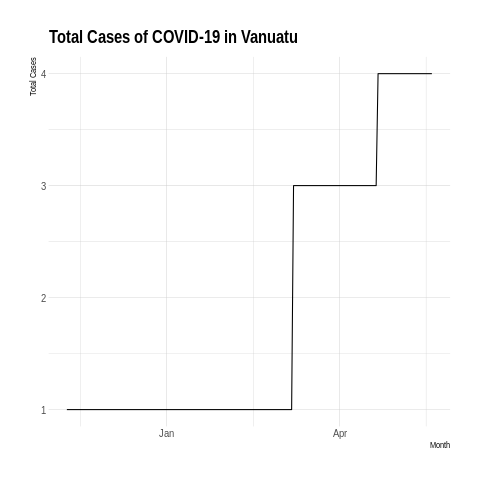 Total Cases of COVID-19 in Vanuatu
Total Cases
4
3
2
1
Jan
Apr
Month